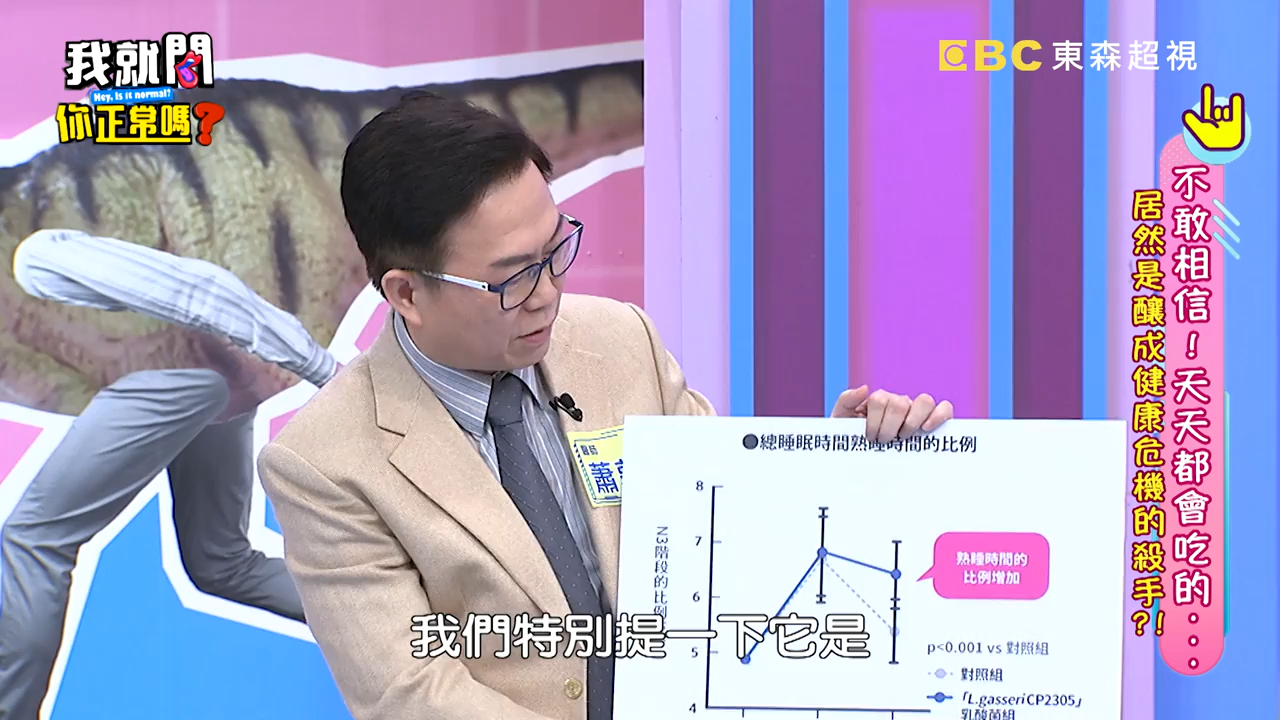 我就問
Hey, is it normal?
你正常嗎?
EBC 東森超視
不敢相信！天天都會吃的...
居然是釀成健康危機的殺手?!
醫師
蕭
●總睡眠時間熟睡時間的比例
8
7
6
5
4
N3階段的比例
熟睡時間的
比例增加
p<0.001 vs 對照組
對照組
「L.gasseri CP2305」
乳酸菌組
我們特別提一下它是